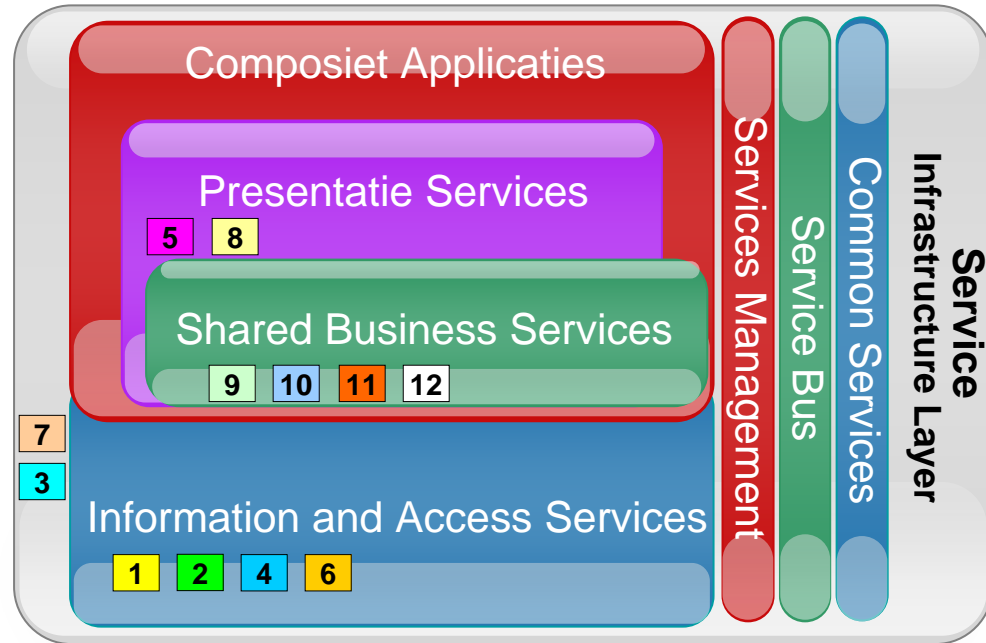 Composiet Applicaties
Presentatie Services
5 8
Shared Business Services
9 10 11 12
7
3
Information and Access Services
1 2 4 6
Services Management
Service Bus
Common Services
Service
Infrastructure Layer